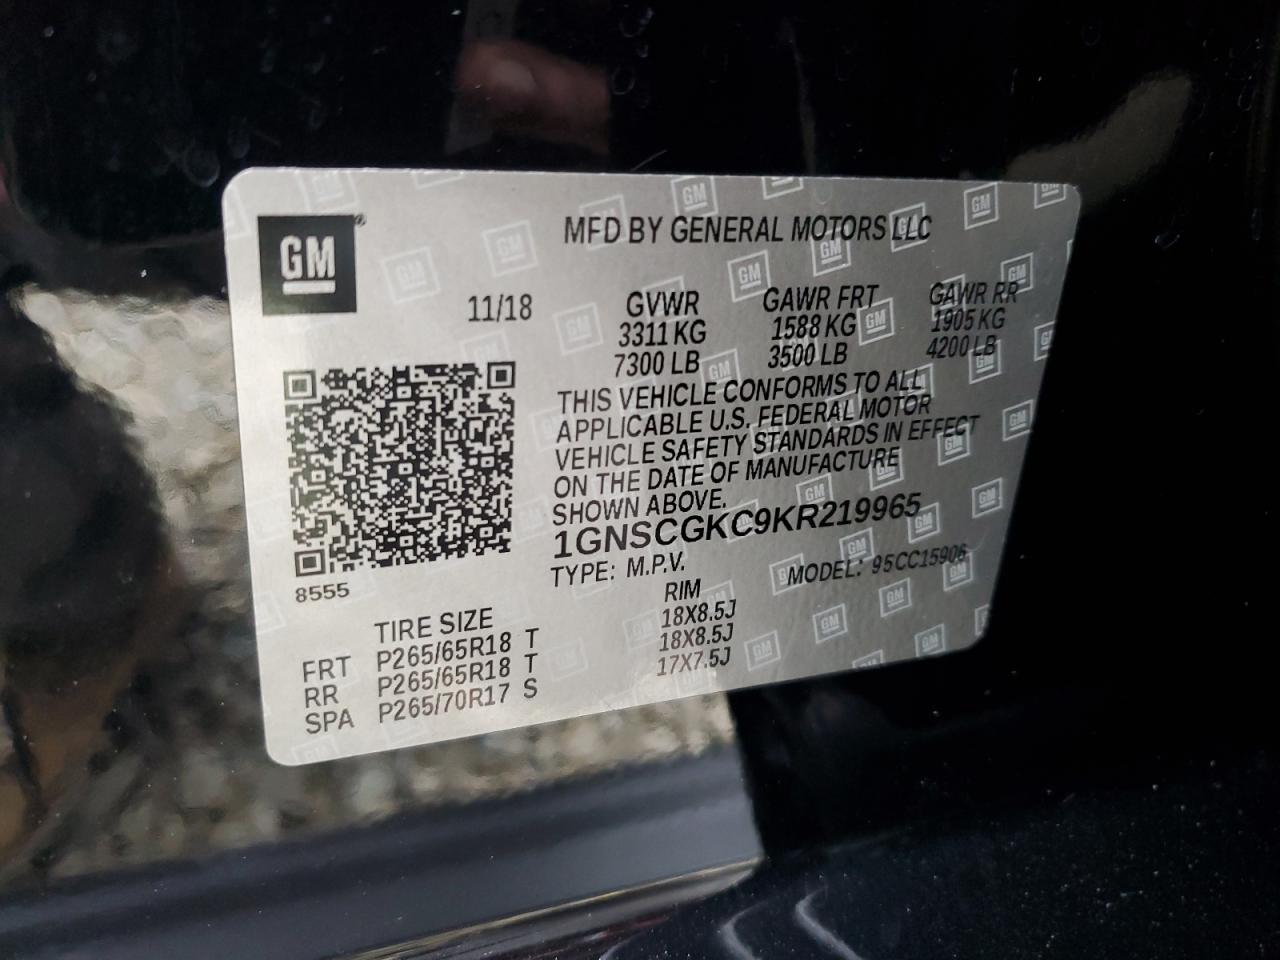 GM®
MFD BY GENERAL MOTORS LLC
11/18 GVWR GAWR FRT GAWR RR
3311 KG 1588 KG 1905 KG
7300 LB 3500 LB 4200 LB
THIS VEHICLE CONFORMS TO ALL
APPLICABLE U.S. FEDERAL MOTOR
VEHICLE SAFETY STANDARDS IN EFFECT
ON THE DATE OF MANUFACTURE
SHOWN ABOVE.
1GNSCGKC9KR219965
TYPE: M.P.V. MODEL: 95CC15906
8555
TIRE SIZE RIM
FRT P265/65R18 T 18X8.5J
RR P265/65R18 T 18X8.5J
SPA P265/70R17 S 17X7.5J